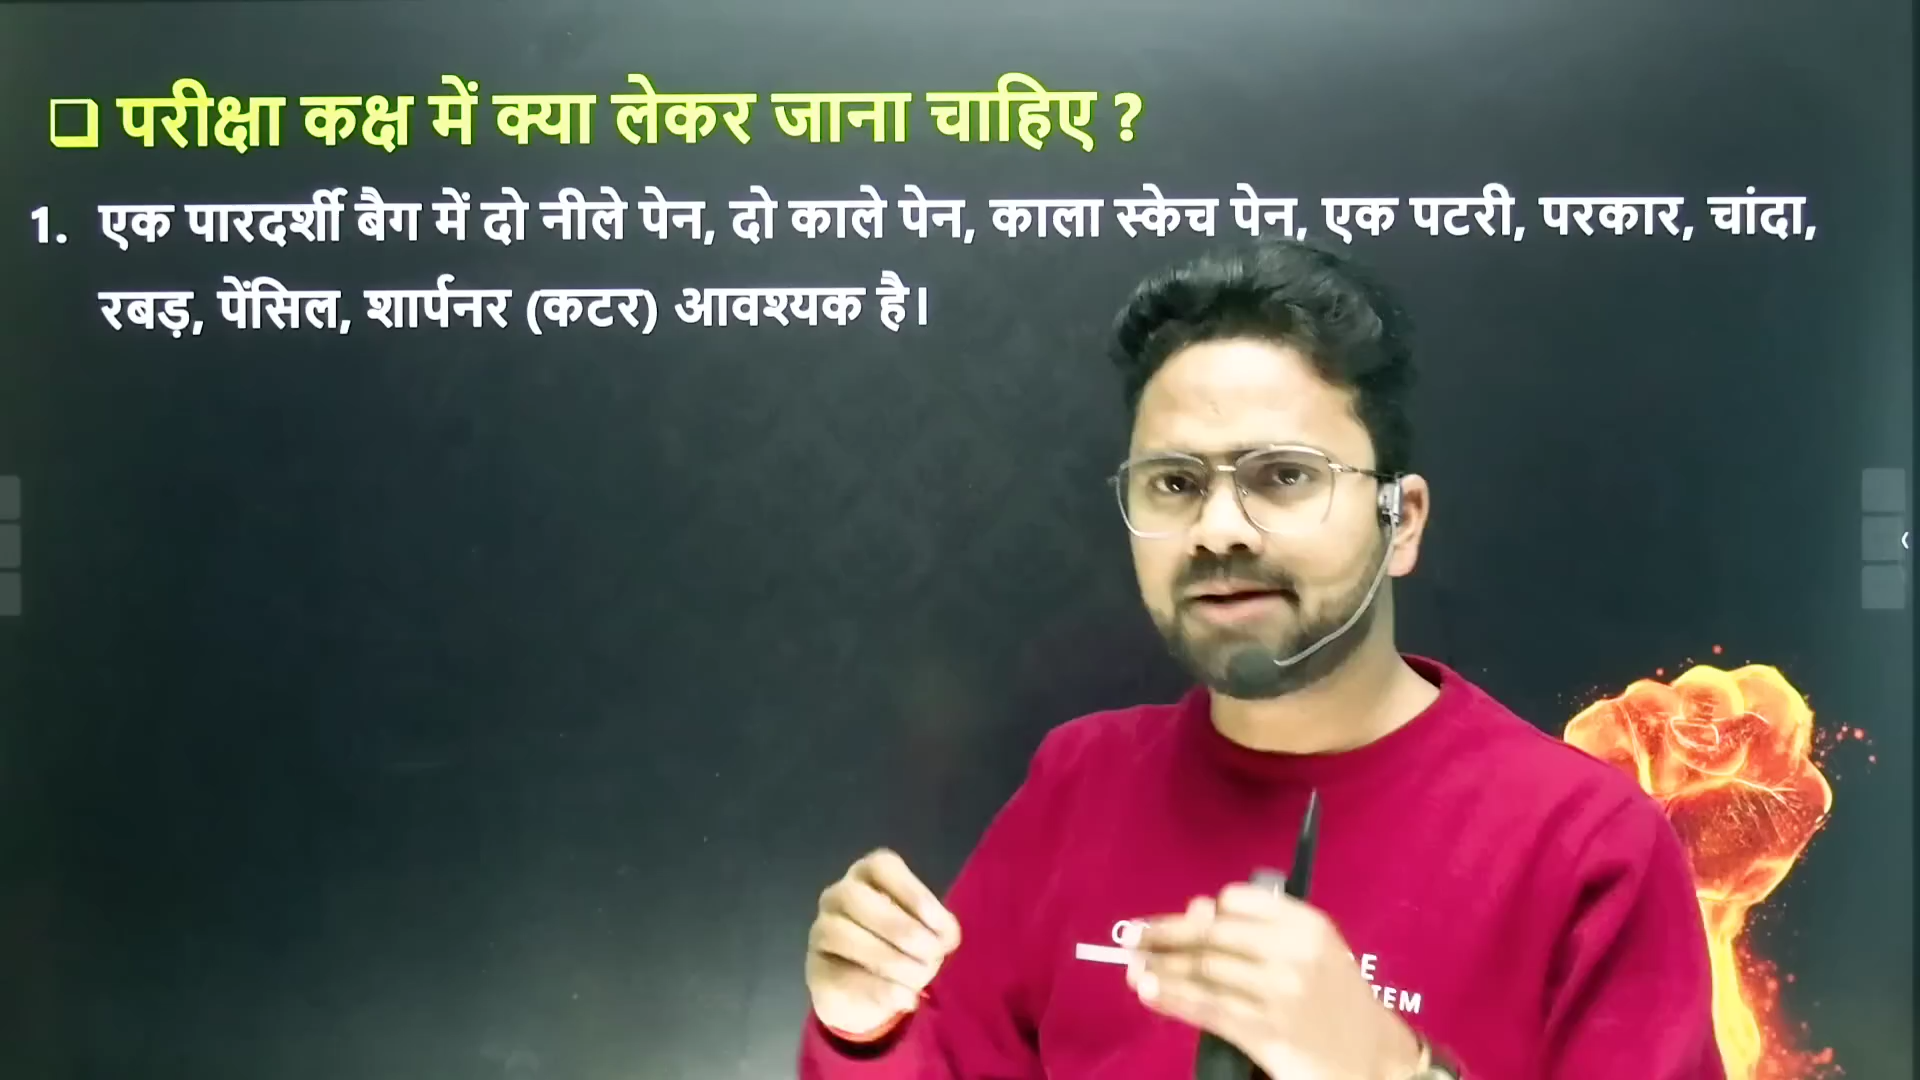 ❑ परीक्षा कक्ष में क्या लेकर जाना चाहिए ?
1. एक पारदर्शी बैग में दो नीले पेन, दो काले पेन, काला स्केच पेन, एक पटरी, परकार, चांदा,
रबड़, पेंसिल, शार्पनर (कटर) आवश्यक है।